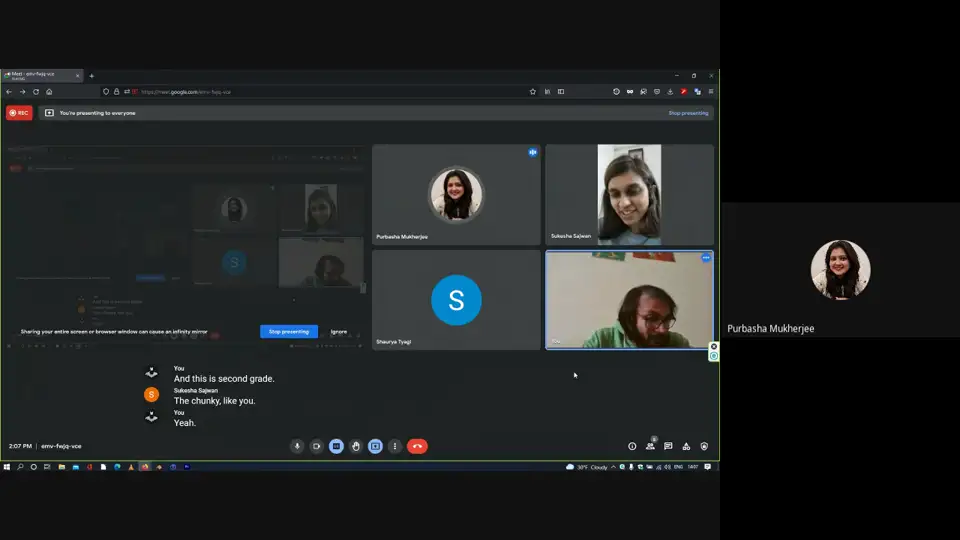 Meet - emv-fwjq-vce
https://meet.google.com/emv-fwjq-vce
REC
You're presenting to everyone
Stop presenting
Purbasha Mukherjee
Sukesha Sajwan
Sharing your entire screen or browser window can cause an infinity mirror
Stop presenting
Ignore
S
Shaurya Tyagi
You
Purbasha Mukherjee
You
And this is second grade.
S
Sukesha Sajwan
The chunky, like you.
You
Yeah.
2:07 PM | emv-fwjq-vce
30°F Cloudy
ENG
14:07